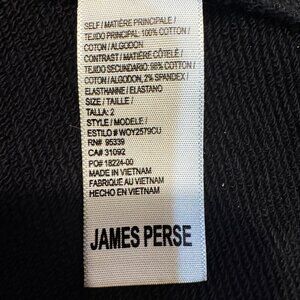 SELF / MATIÈRE PRINCIPALE /
TEJIDO PRINCIPAL: 100% COTTON /
COTON / ALGODON
CONTRAST / MATIÈRE CÔTELÉ /
TEJIDO SECUNDARIO: 98% COTTON /
COTON / ALGODON, 2% SPANDEX /
ELASTHANNE / ELASTANO
SIZE / TAILLE /
TALLA: 2
STYLE / MODELE /
ESTILO # WOY2579CU
RN# 95339
CA# 31092
PO# 18224-00
MADE IN VIETNAM
FABRIQUE AU VIETNAM
HECHO EN VIETNAM
JAMES PERSE